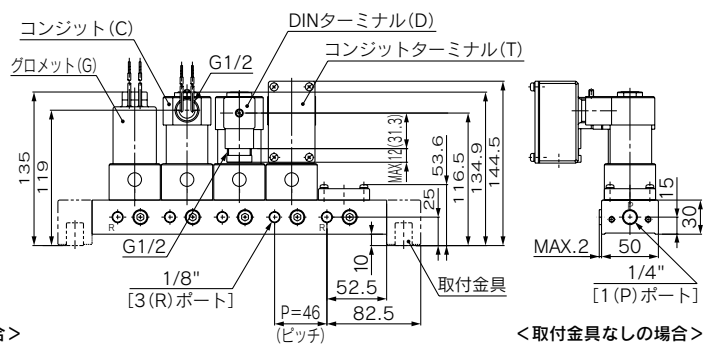 コンジット(C)
DINターミナル(D)
G1/2
コンジットターミナル(T)
グロメット(G)
135
119
MAX12(31.3)
53.6
116.5
134.9
144.5
25
15
30
R
R
P
G1/2
10
MAX.2
50
1/8"
[3(R)ポート]
52.5
取付金具
1/4"
[1(P)ポート]
P=46
(ピッチ)
82.5
合>
<取付金具なしの場合>